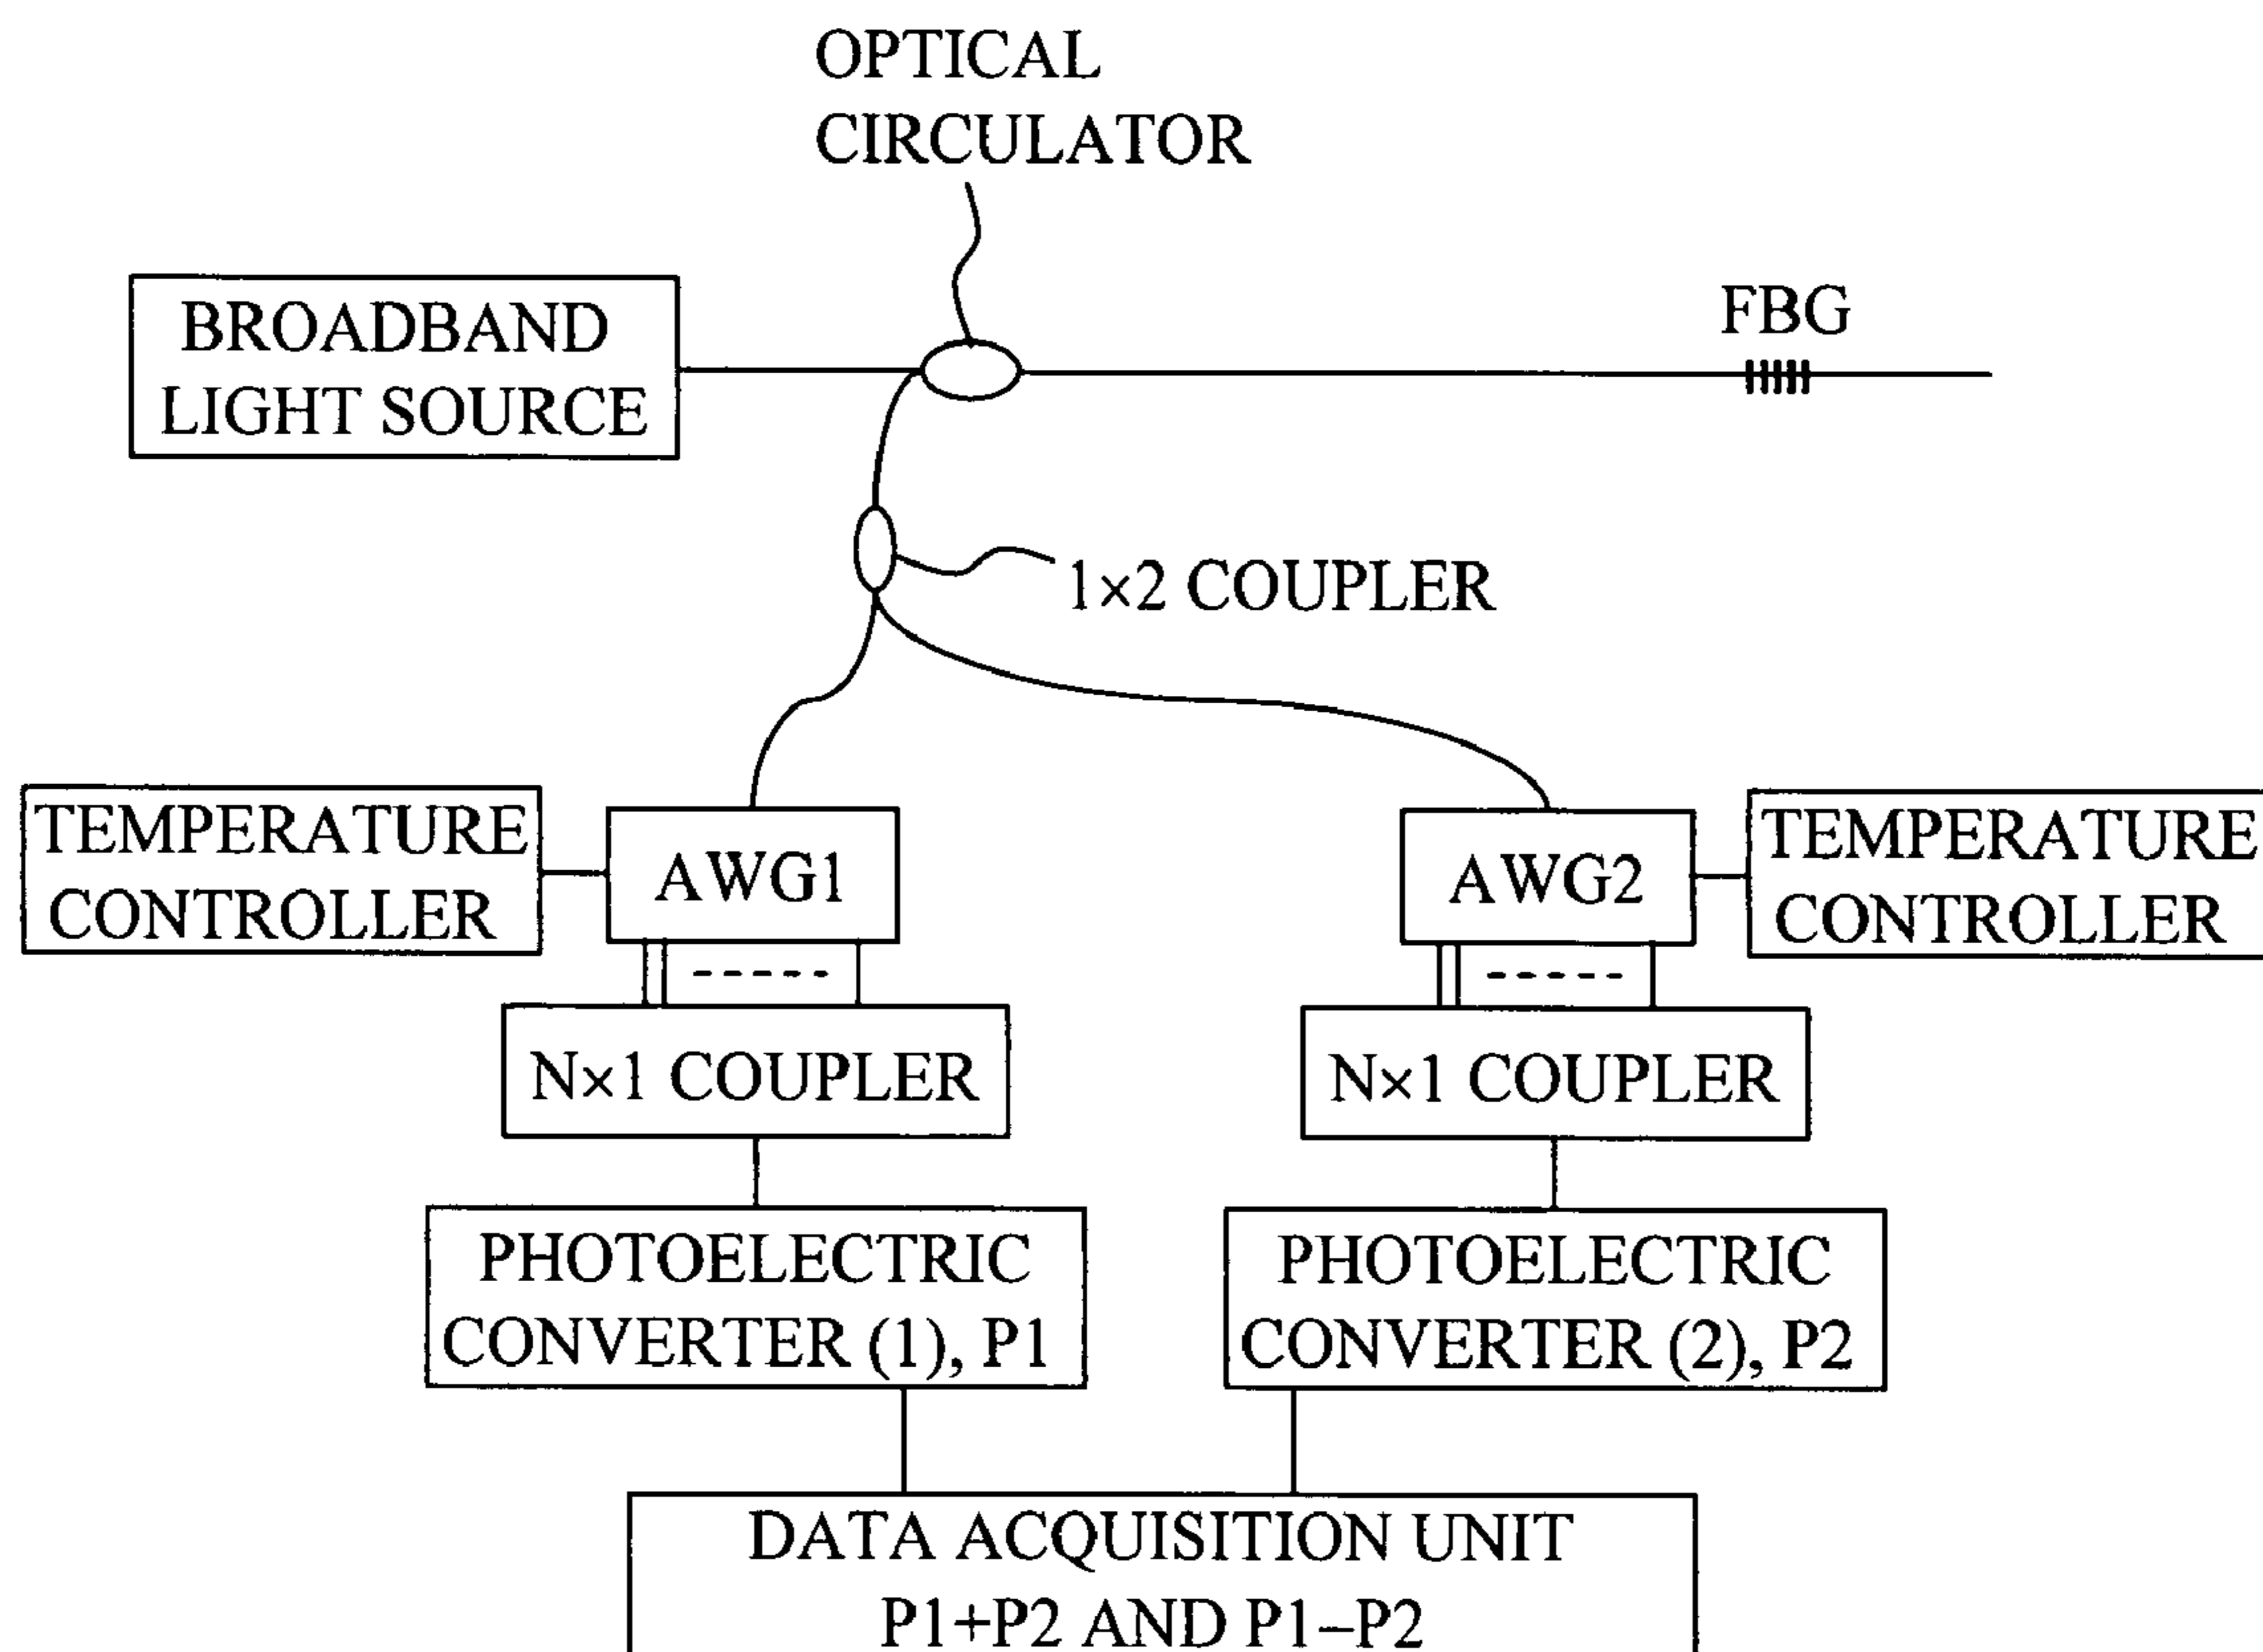 OPTICAL
CIRCULATOR
BROADBAND
LIGHT SOURCE
FBG
1×2 COUPLER
TEMPERATURE
CONTROLLER
AWG1
AWG2
TEMPERATURE
CONTROLLER
N×1 COUPLER
N×1 COUPLER
PHOTOELECTRIC
CONVERTER (1), P1
PHOTOELECTRIC
CONVERTER (2), P2
DATA ACQUISITION UNIT
P1+P2 AND P1−P2